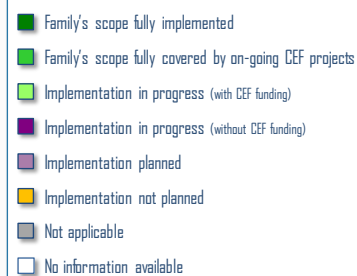 Family's scope fully implemented
Family's scope fully covered by on-going CEF projects
Implementation in progress (with CEF funding)
Implementation in progress (without CEF funding)
Implementation planned
Implementation not planned
Not applicable
No information available